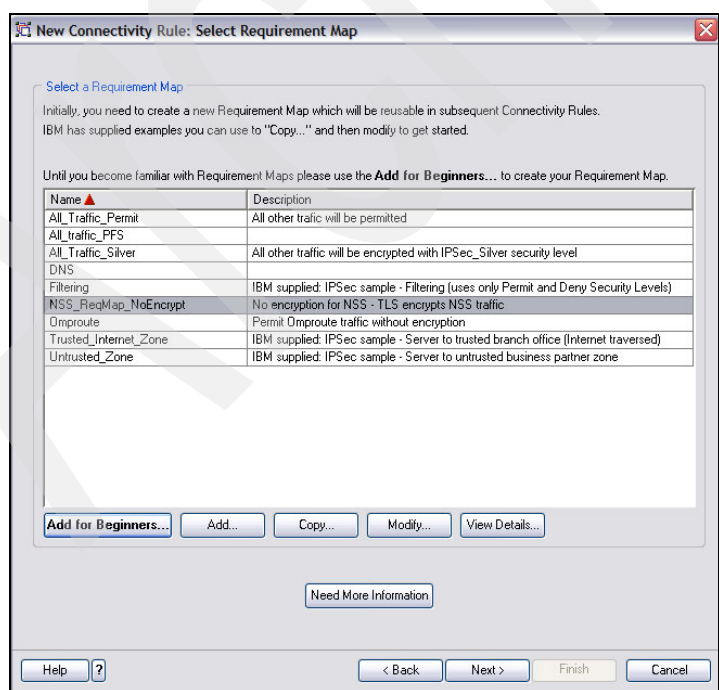 New Connectivity Rule: Select Requirement Map
Select a Requirement Map
Initially, you need to create a new Requirement Map which will be reusable in subsequent Connectivity Rules.
IBM has supplied examples you can use to "Copy..." and then modify to get started.
Until you become familiar with Requirement Maps please use the Add for Beginners... to create your Requirement Map.
Name Description
All_Traffic_Permit All other trafic will be permitted
All_traffic_PFS
All_Traffic_Silver All other traffic will be encrypted with IPSec_Silver security level
DNS
Filtering IBM supplied: IPSec sample - Filtering (uses only Permit and Deny Security Levels)
NSS_ReqMap_NoEncrypt No encryption for NSS - TLS encrypts NSS traffic
Omproute Permit Omproute traffic without encryption
Trusted_Internet_Zone IBM supplied: IPSec sample - Server to trusted branch office (Internet traversed)
Untrusted_Zone IBM supplied: IPSec sample - Server to untrusted business partner zone
Add for Beginners... Add... Copy... Modify... View Details...
Need More Information
Help ? < Back Next > Finish Cancel